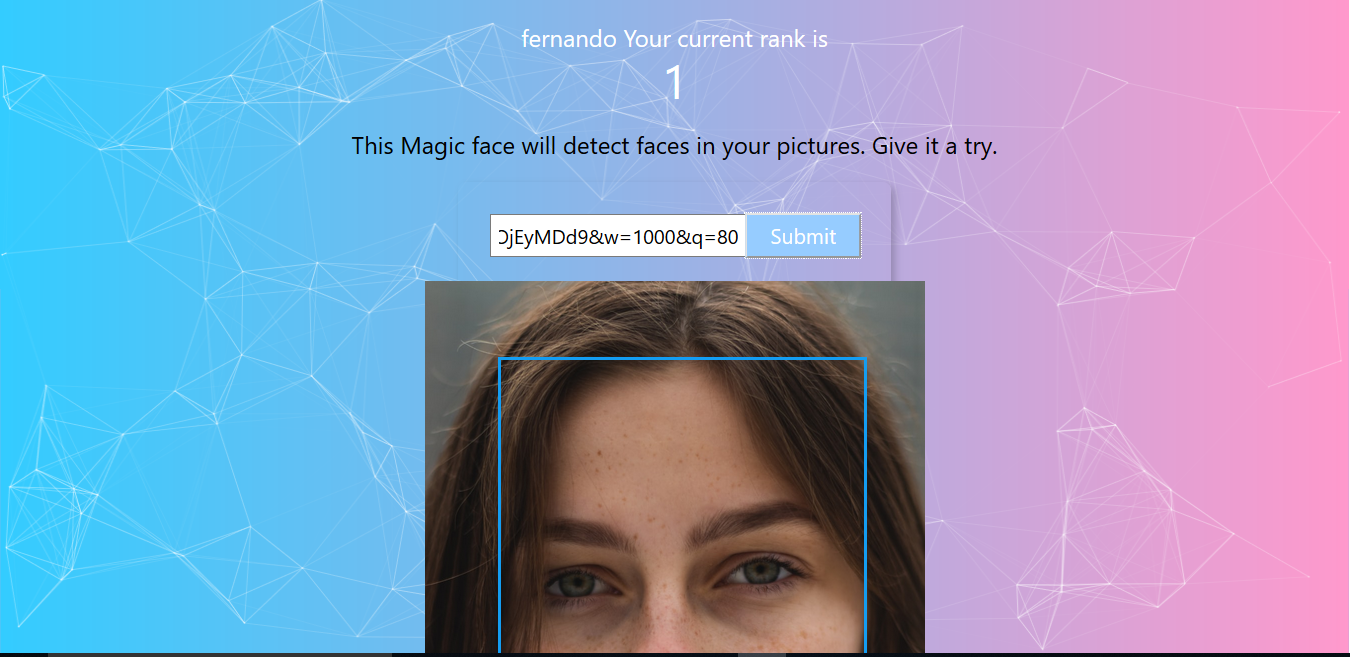 fernando Your current rank is
1
This Magic face will detect faces in your pictures. Give it a try.
jEyMDd9&w=1000&q=80 Submit